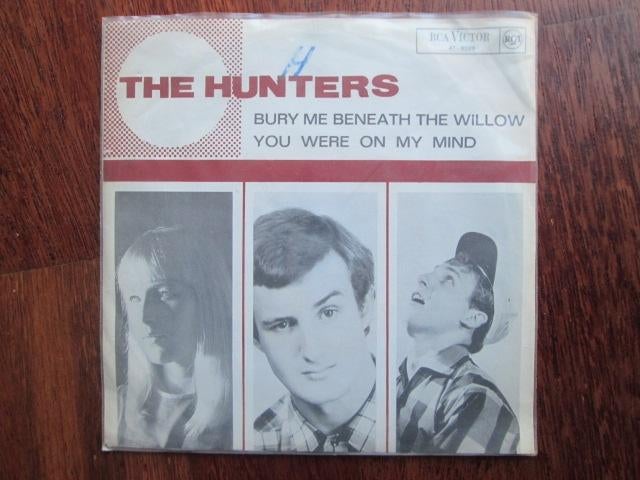 RCA VICTOR
RCA
H
THE HUNTERS
BURY ME BENEATH THE WILLOW
YOU WERE ON MY MIND